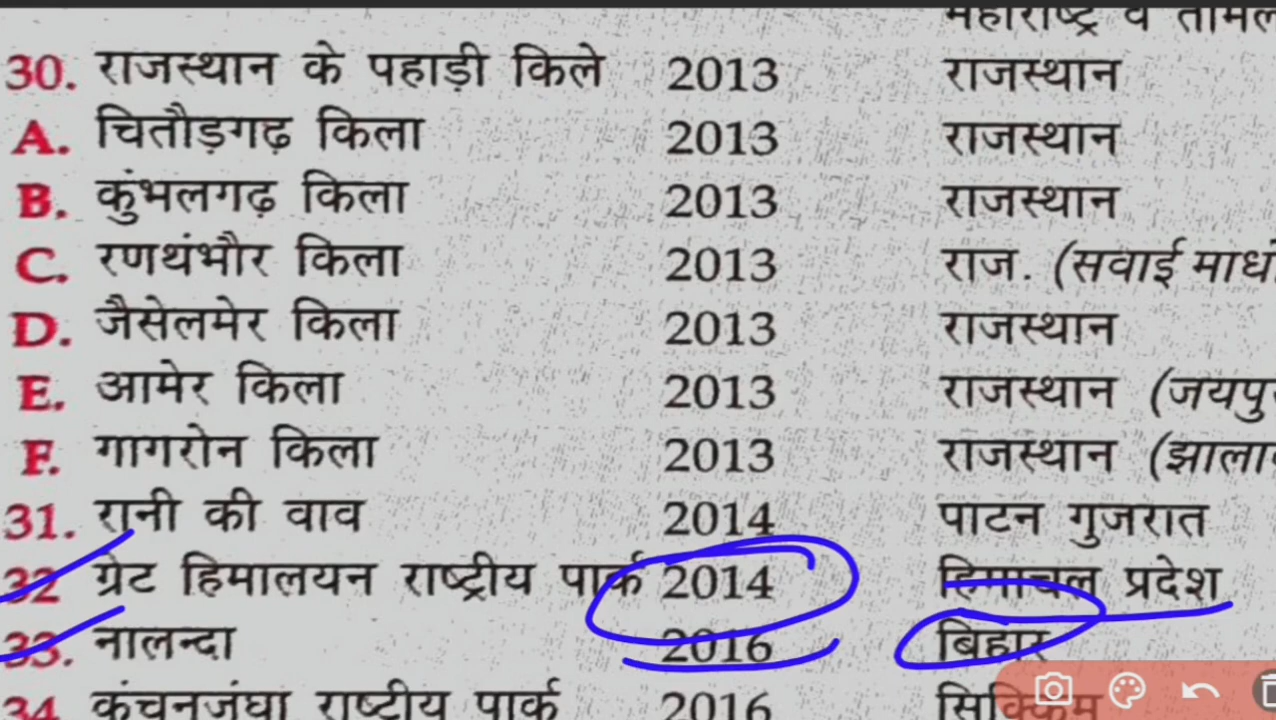 महाराष्ट्र व
30. राजस्थान के पहाड़ी किले 2013 राजस्थान
A. चितौड़गढ़ किला 2013 राजस्थान
B. कुंभलगढ़ किला 2013 राजस्थान
C. रणथंभौर किला 2013 राज. (सवाई
D. जैसेलमेर किला 2013 राजस्थान
E. आमेर किला 2013 राजस्थान
F. गागरोन किला 2013 राजस्थान
31. रानी की वाव 2014 पाटन गुजरात
32 ग्रेट हिमालयन राष्ट्रीय पार्क 2014 हिमाचल प्रदेश
33. नालन्दा 2016 बिहार
34 कंचनजंघा राष्टीय पार्क 2016 सिक्किम